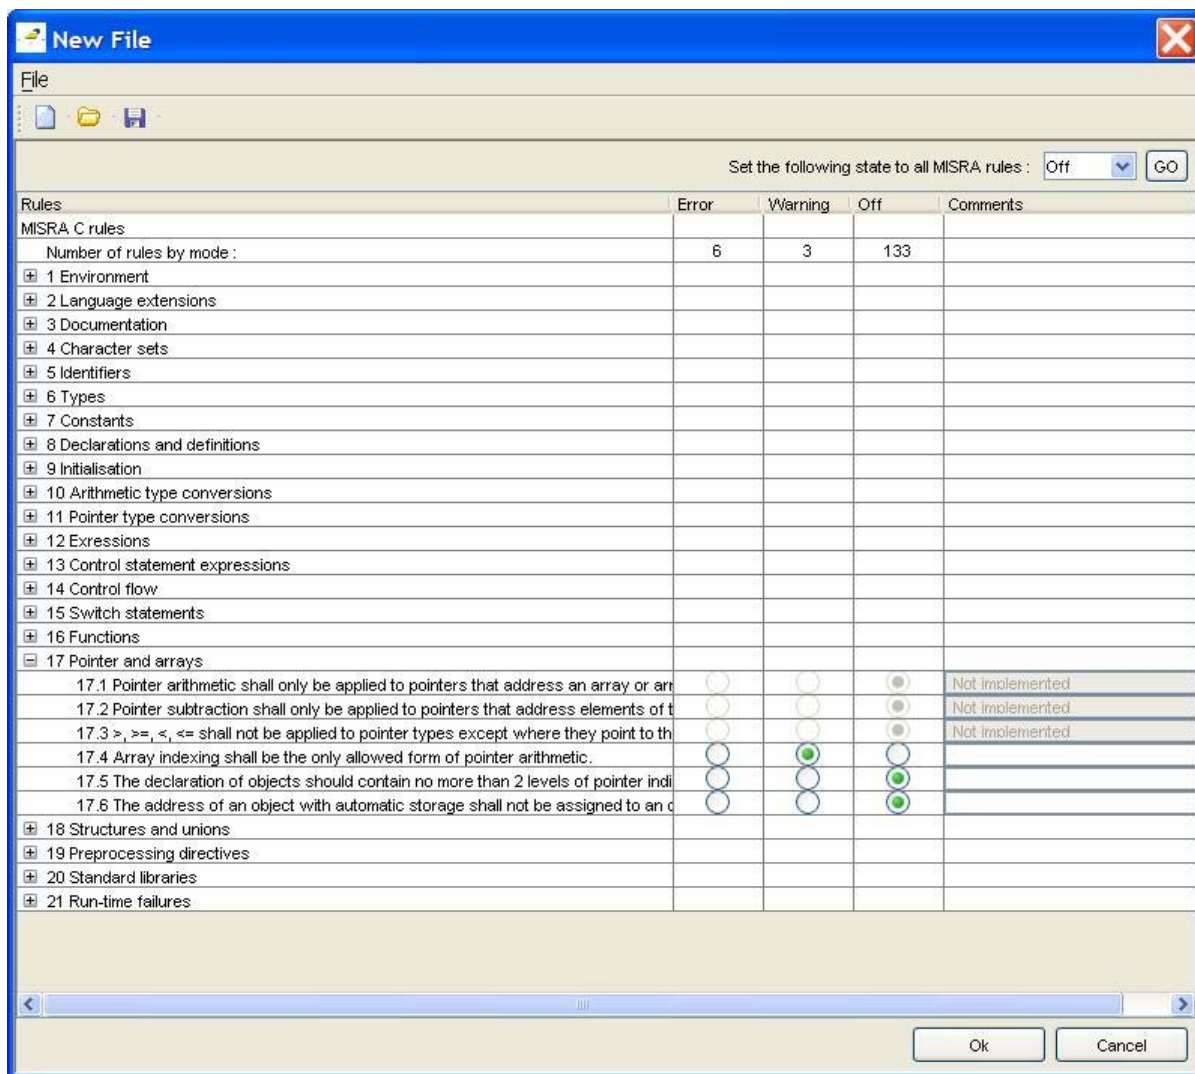 New File
File
Set the following state to all MISRA rules : Off GO
Rules Error Warning Off Comments
MISRA C rules
Number of rules by mode : 6 3 133
1 Environment
2 Language extensions
3 Documentation
4 Character sets
5 Identifiers
6 Types
7 Constants
8 Declarations and definitions
9 Initialisation
10 Arithmetic type conversions
11 Pointer type conversions
12 Exressions
13 Control statement expressions
14 Control flow
15 Switch statements
16 Functions
17 Pointer and arrays
17.1 Pointer arithmetic shall only be applied to pointers that address an array or arr Not implemented
17.2 Pointer subtraction shall only be applied to pointers that address elements of t Not implemented
17.3 >, >=, <, <= shall not be applied to pointer types except where they point to th Not implemented
17.4 Array indexing shall be the only allowed form of pointer arithmetic.
17.5 The declaration of objects should contain no more than 2 levels of pointer indi
17.6 The address of an object with automatic storage shall not be assigned to an o
18 Structures and unions
19 Preprocessing directives
20 Standard libraries
21 Run-time failures
Ok Cancel